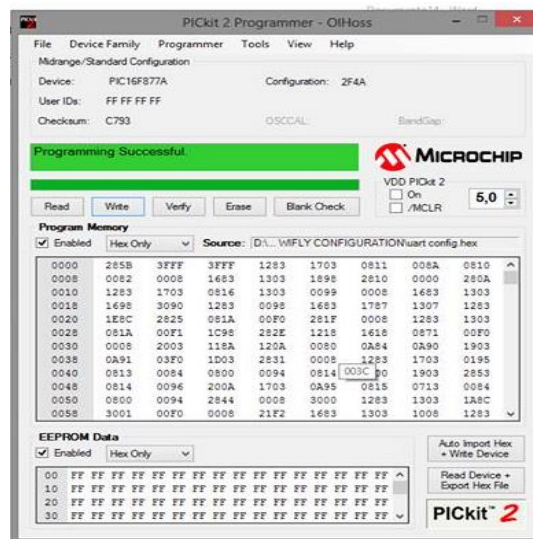 PICkit 2 Programmer - OIHoss
File Device Family Programmer Tools View Help
Midrange/Standard Configuration
Device: PIC16F877A Configuration: 2F4A
User IDs: FF FF FF FF
Checksum: C793 OSCCAL: BandGap:
Programming Successful.
MICROCHIP
VDD PICkit 2
On
/MCLR
5,0
Read Write Verify Erase Blank Check
Program Memory
Enabled Hex Only Source: D:\... WIFLY CONFIGURATION\uart config.hex
0000 285B 3FFF 3FFF 1283 1703 0811 008A 0810
0008 0082 0008 1683 1303 1898 2810 0000 280A
0010 1283 1703 0816 1303 0099 0008 1683 1303
0018 1698 3090 1283 0098 1683 1787 1307 1283
0020 1E8C 2825 081A 00F0 281F 0008 1283 1303
0028 081A 00F1 1C98 282E 1218 1618 0871 00F0
0030 0008 2003 118A 120A 0080 0A84 0A90 1903
0038 0A91 03F0 1D03 2831 0008 1283 1703 0195
0040 0813 0084 0800 0094 0814 003C 00 1903 2853
0048 0814 0096 200A 1703 0A95 0815 0713 0084
0050 0800 0094 2844 0008 3000 1283 1303 1A8C
0058 3001 00F0 0008 21F2 1683 1303 1008 1283
EEPROM Data
Enabled Hex Only
Auto Import Hex
+ Write Device
Read Device +
Export Hex File
00 FF FF FF FF FF FF FF FF FF FF FF FF FF FF FF FF
10 FF FF FF FF FF FF FF FF FF FF FF FF FF FF FF FF
20 FF FF FF FF FF FF FF FF FF FF FF FF FF FF FF FF
30 FF FF FF FF FF FF FF FF FF FF FF FF FF FF FF FF
PICkit™ 2